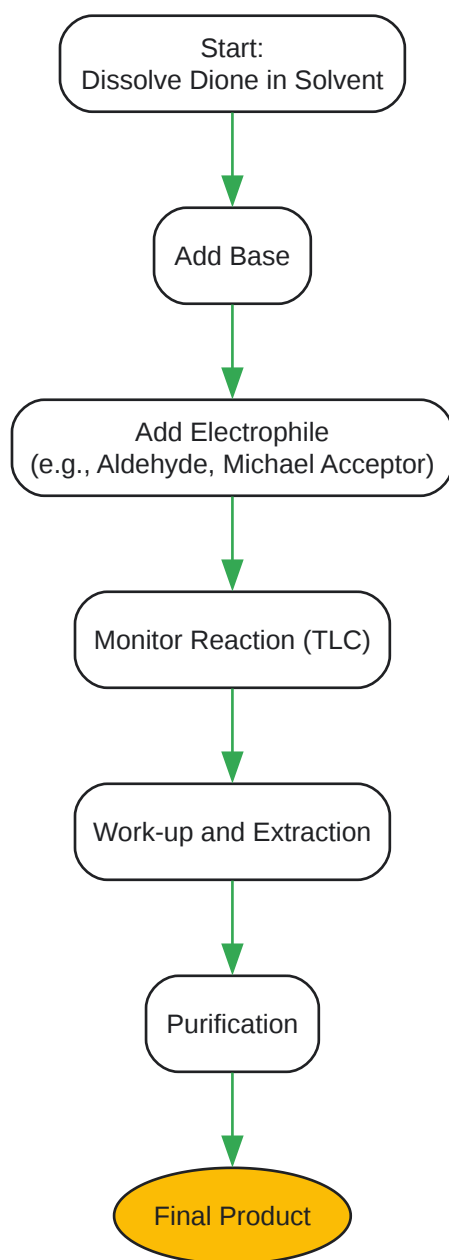 Start:
Dissolve Dione in Solvent
Add Base
Add Electrophile
(e.g., Aldehyde, Michael Acceptor)
Monitor Reaction (TLC)
Work-up and Extraction
Purification
Final Product